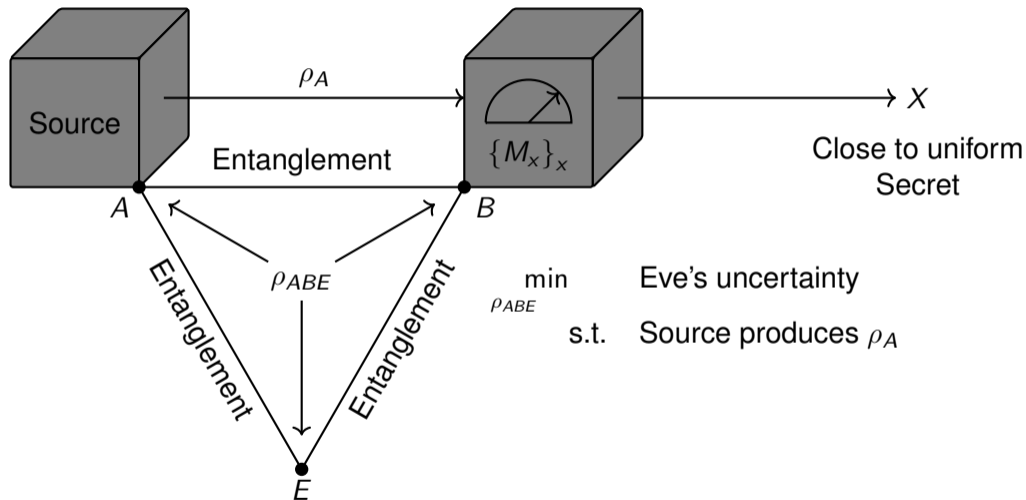 Source
ρ_A
{M_x}_x
X
Close to uniform
Secret
Entanglement
A
B
ρ_ABE
Entanglement
Entanglement
E
min Eve's uncertainty
ρ_ABE
s.t. Source produces ρ_A